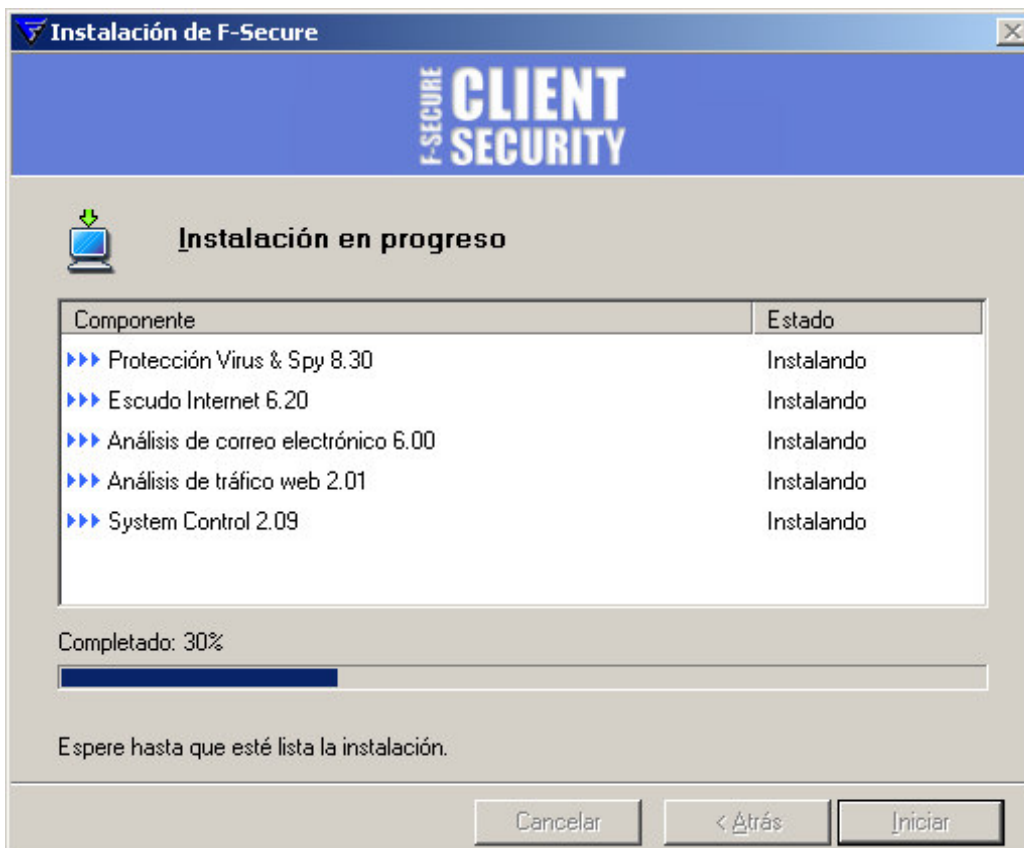 Instalación de F-Secure
F-SECURE CLIENT SECURITY
Instalación en progreso
Componente Estado
Protección Virus & Spy 8.30 Instalando
Escudo Internet 6.20 Instalando
Análisis de correo electrónico 6.00 Instalando
Análisis de tráfico web 2.01 Instalando
System Control 2.09 Instalando
Completado: 30%
Espere hasta que esté lista la instalación.
Cancelar < Atrás Iniciar